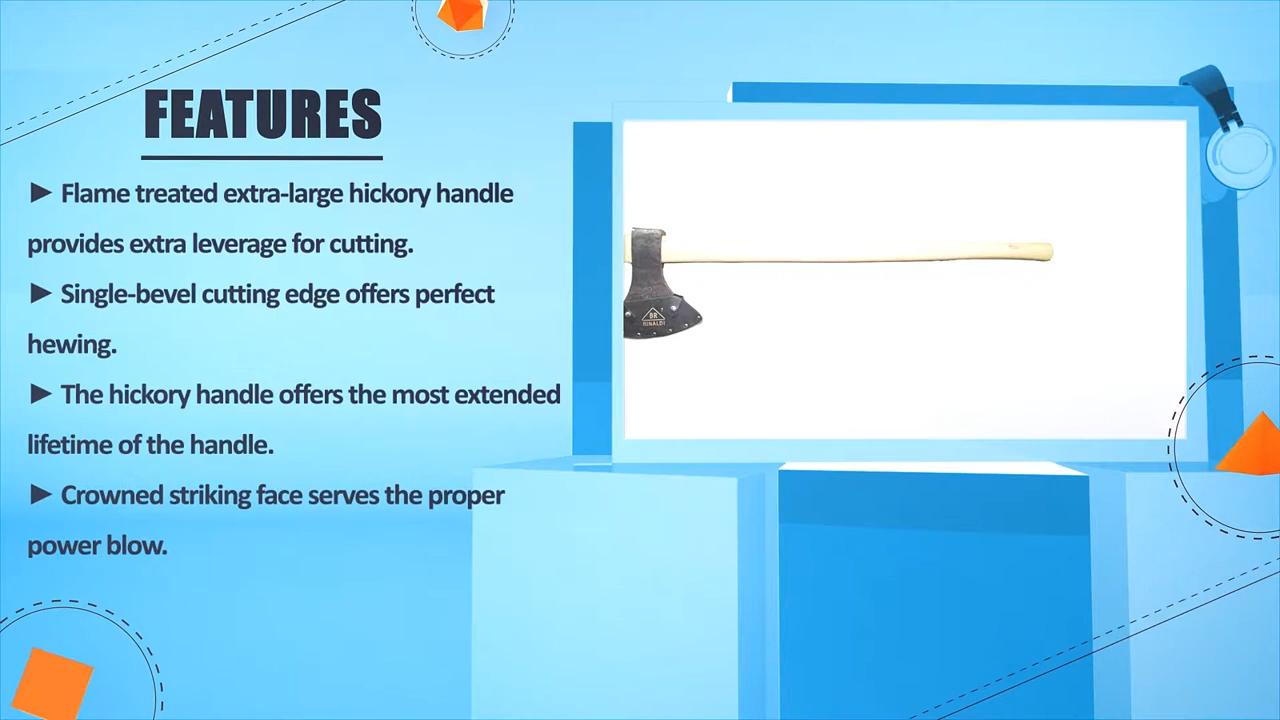 FEATURES
► Flame treated extra-large hickory handle
provides extra leverage for cutting.
► Single-bevel cutting edge offers perfect
hewing.
► The hickory handle offers the most extended
lifetime of the handle.
► Crowned striking face serves the proper
power blow.
BR
RINALDI